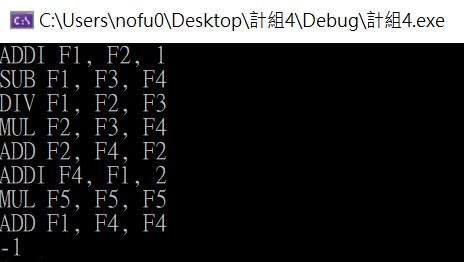 C:\Users\nofu0\Desktop\計組4\Debug\計組4.exe
ADDI F1, F2, 1
SUB F1, F3, F4
DIV F1, F2, F3
MUL F2, F3, F4
ADD F2, F4, F2
ADDI F4, F1, 2
MUL F5, F5, F5
ADD F1, F4, F4
-1